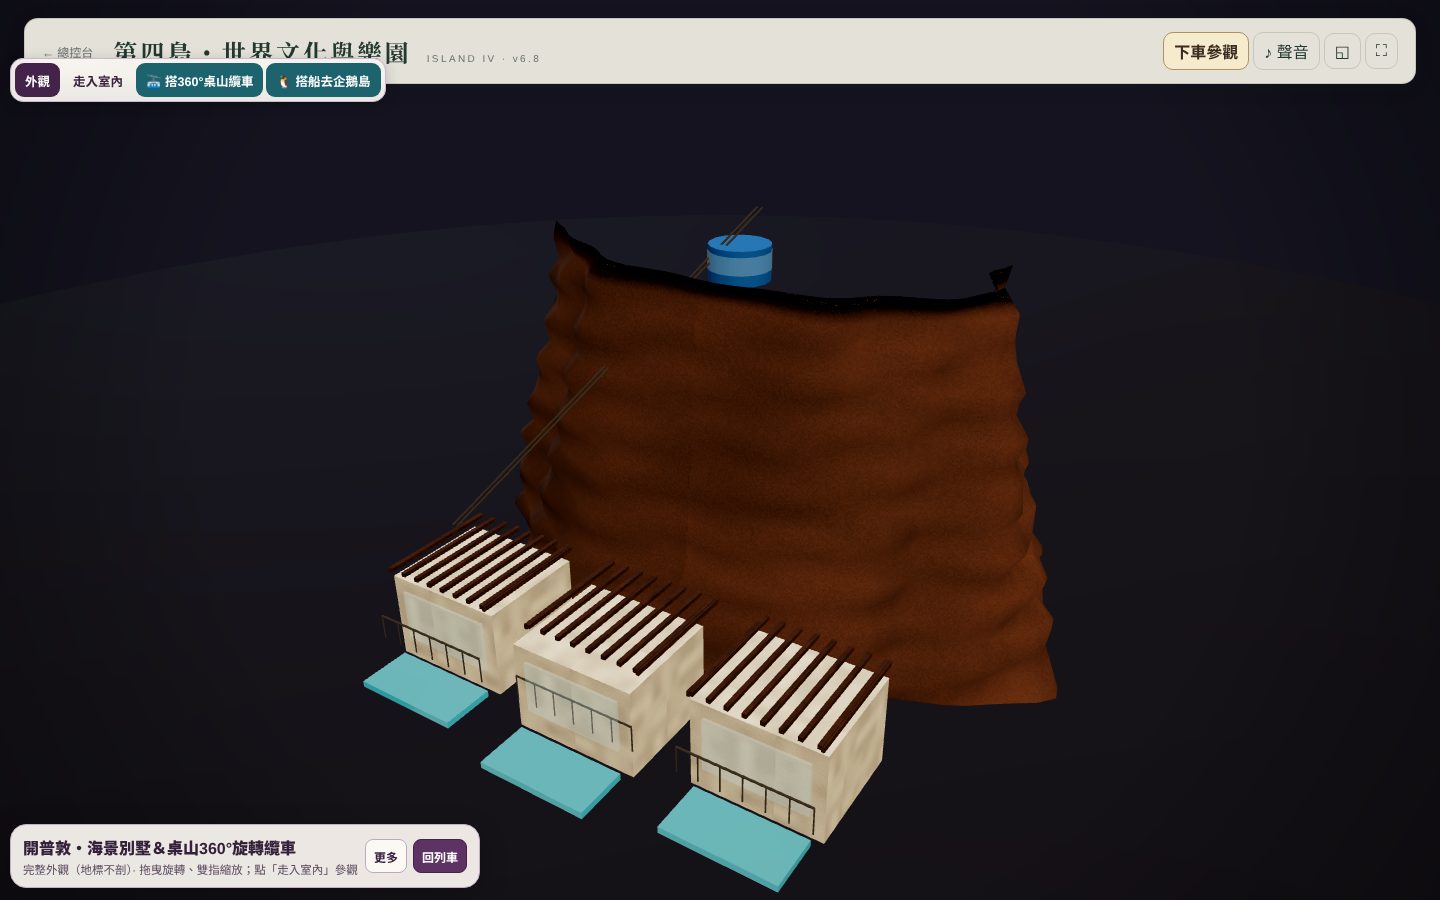 ← 總控台
第四島・世界文化與樂園
ISLAND IV · v6.8
下車參觀
♪ 聲音
外觀
走入室內
🚠 搭360°桌山纜車
🐧 搭船去企鵝島
開普敦・海景別墅＆桌山360°旋轉纜車
完整外觀（地標不剖）· 拖曳旋轉、雙指縮放；點「走入室內」參觀
更多
回列車